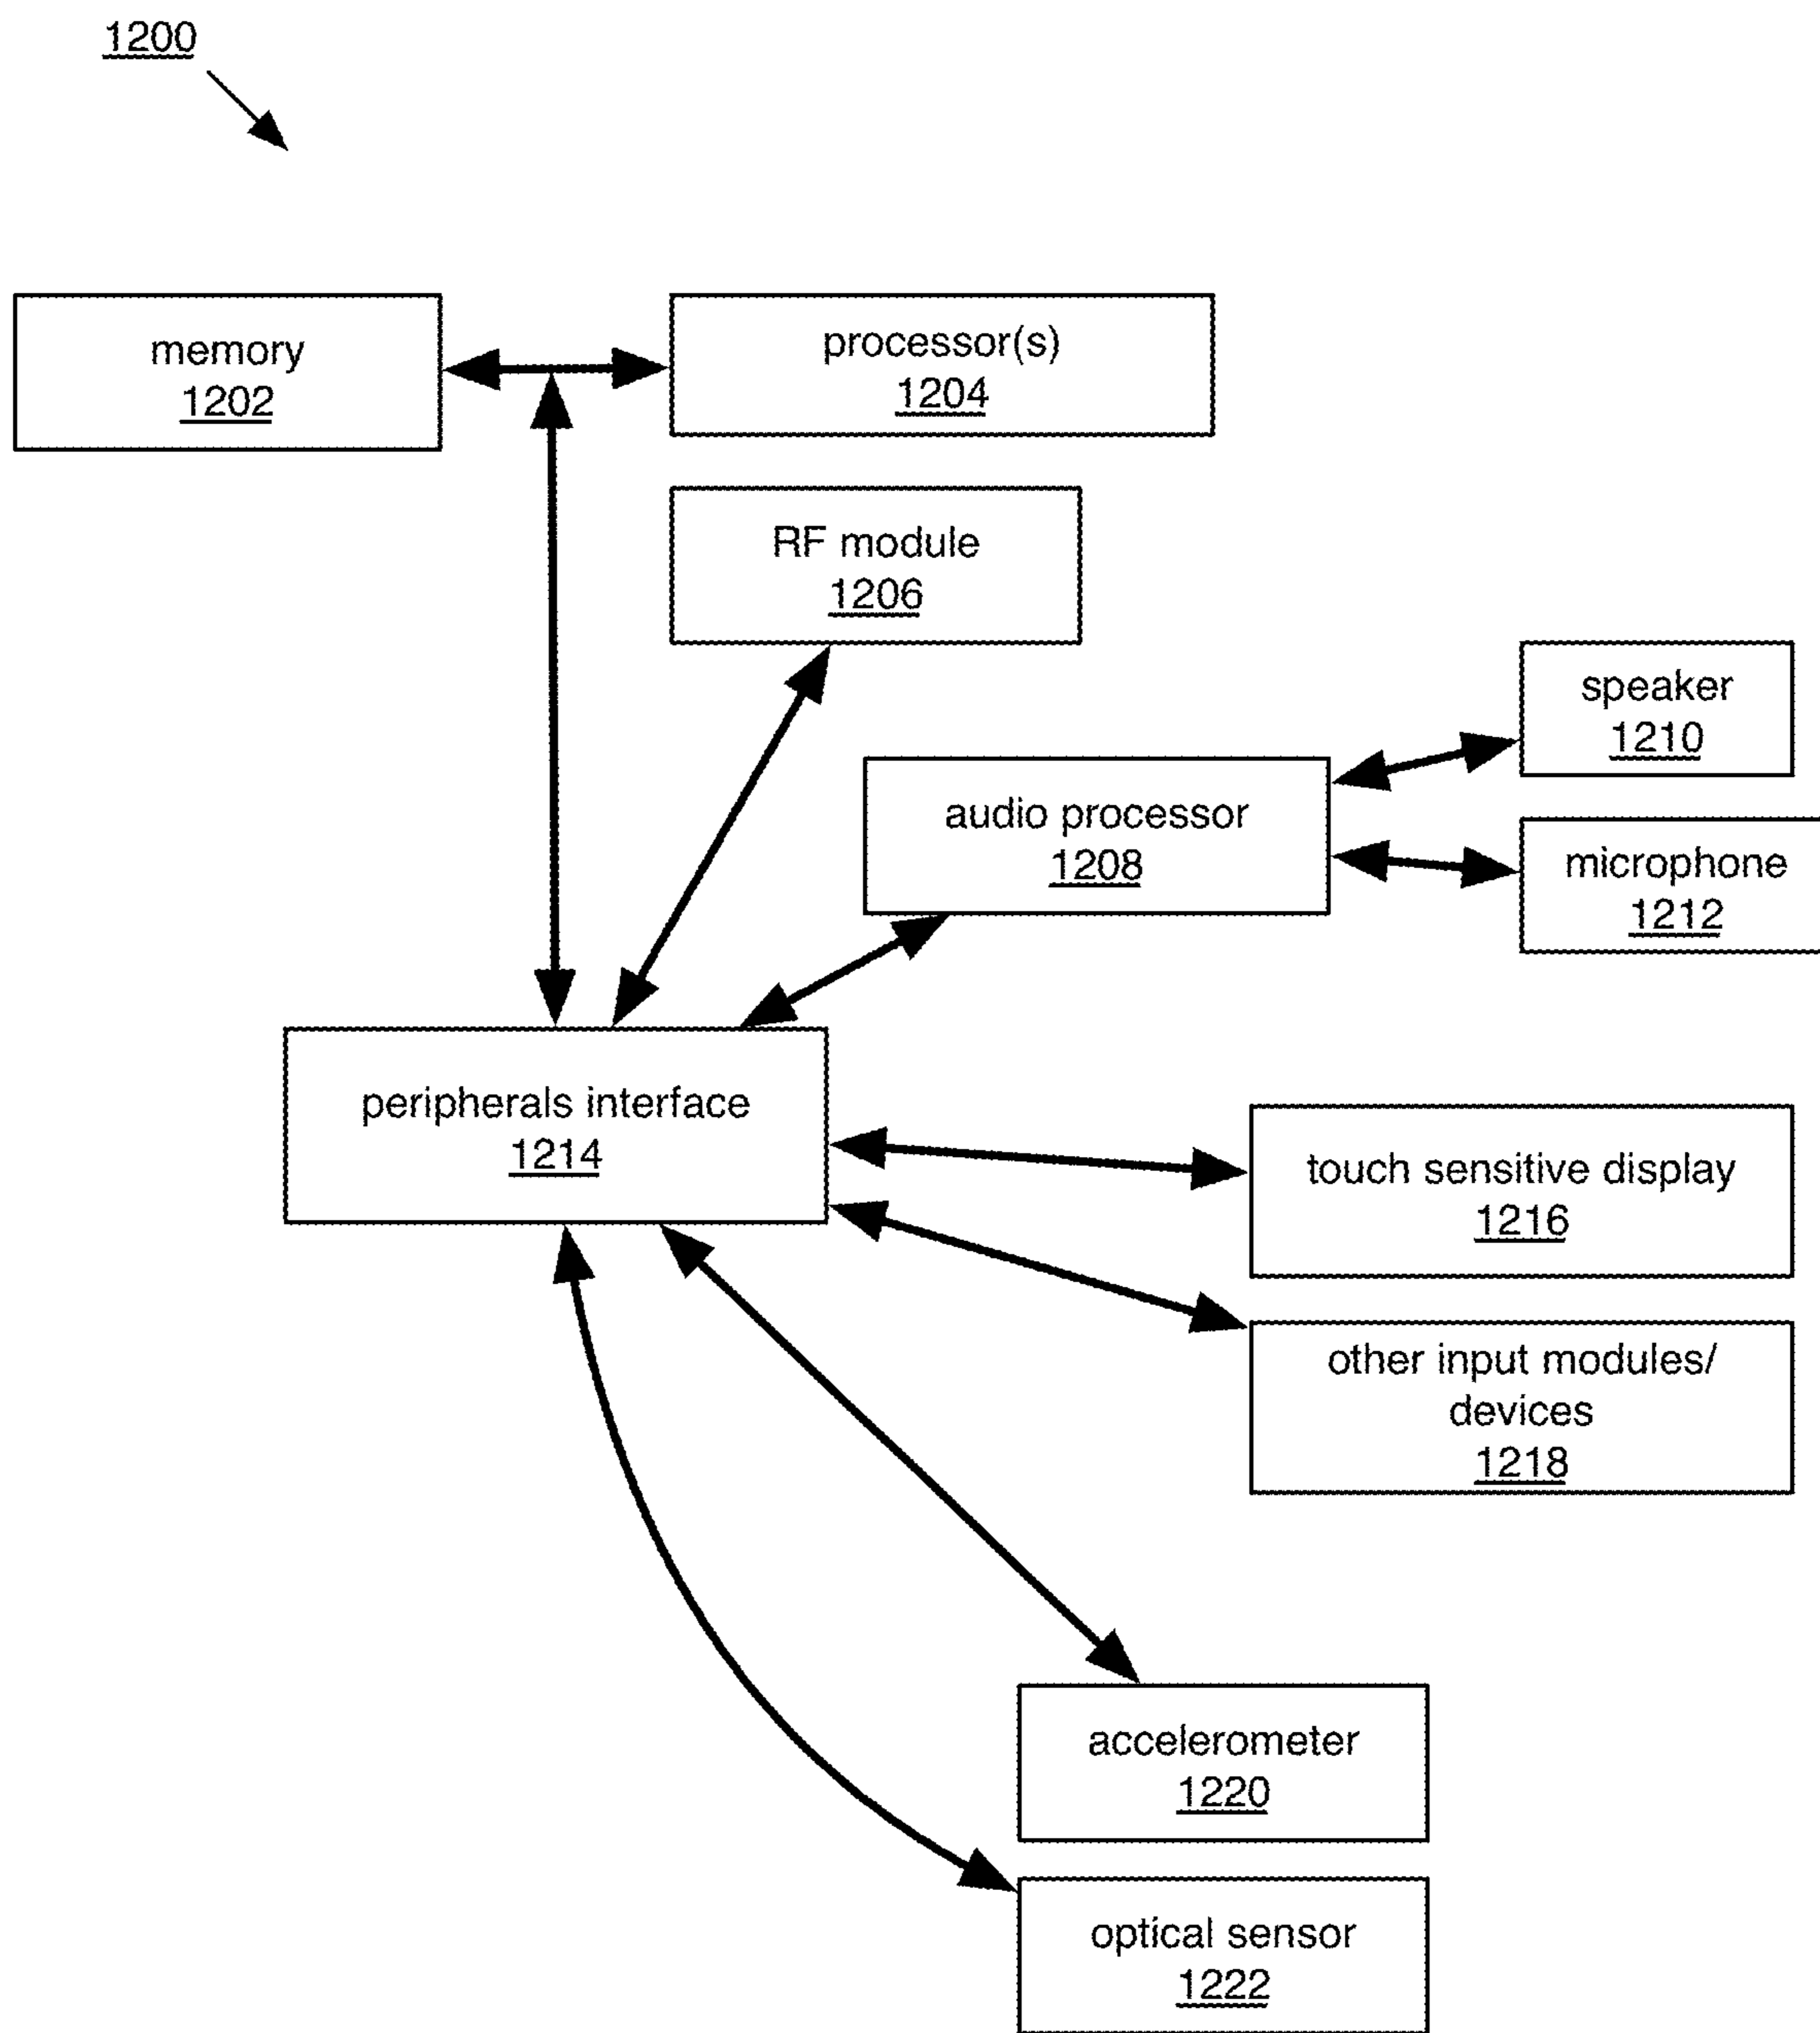 1200
memory
1202
processor(s)
1204
RF module
1206
speaker
1210
audio processor
1208
microphone
1212
peripherals interface
1214
touch sensitive display
1216
other input modules/
devices
1218
accelerometer
1220
optical sensor
1222